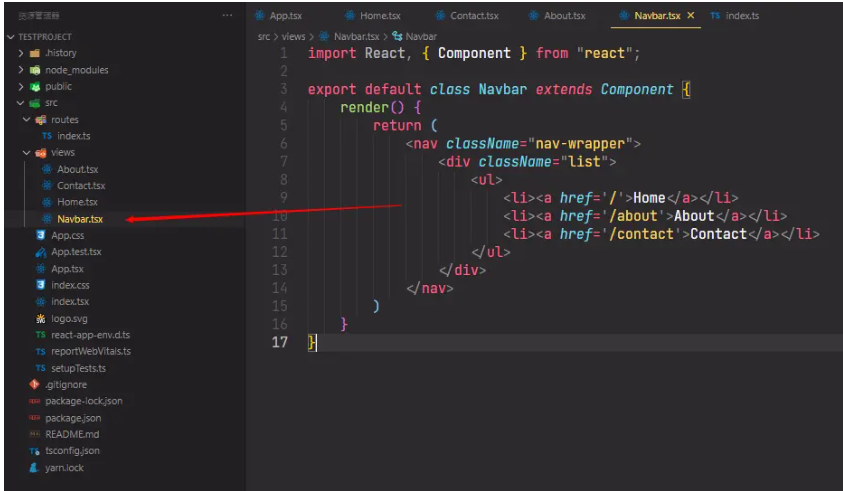 资源管理器 ···
App.tsx Home.tsx Contact.tsx About.tsx Navbar.tsx × TS index.ts
TESTPROJECT
.history
node_modules
public
src
routes
TS index.ts
views
About.tsx
Contact.tsx
Home.tsx
Navbar.tsx
App.css
App.test.tsx
App.tsx
index.css
index.tsx
logo.svg
TS react-app-env.d.ts
TS reportWebVitals.ts
TS setupTests.ts
.gitignore
package-lock.json
package.json
README.md
tsconfig.json
yarn.lock
src > views > Navbar.tsx > Navbar
1 import React, { Component } from "react";
2
3 export default class Navbar extends Component {
4 render() {
5 return (
6 <nav className="nav-wrapper">
7 <div className="list">
8 <ul>
9 <li><a href='/'>Home</a></li>
10 <li><a href='/about'>About</a></li>
11 <li><a href='/contact'>Contact</a></li>
12 </ul>
13 </div>
14 </nav>
15 )
16 }
17 }